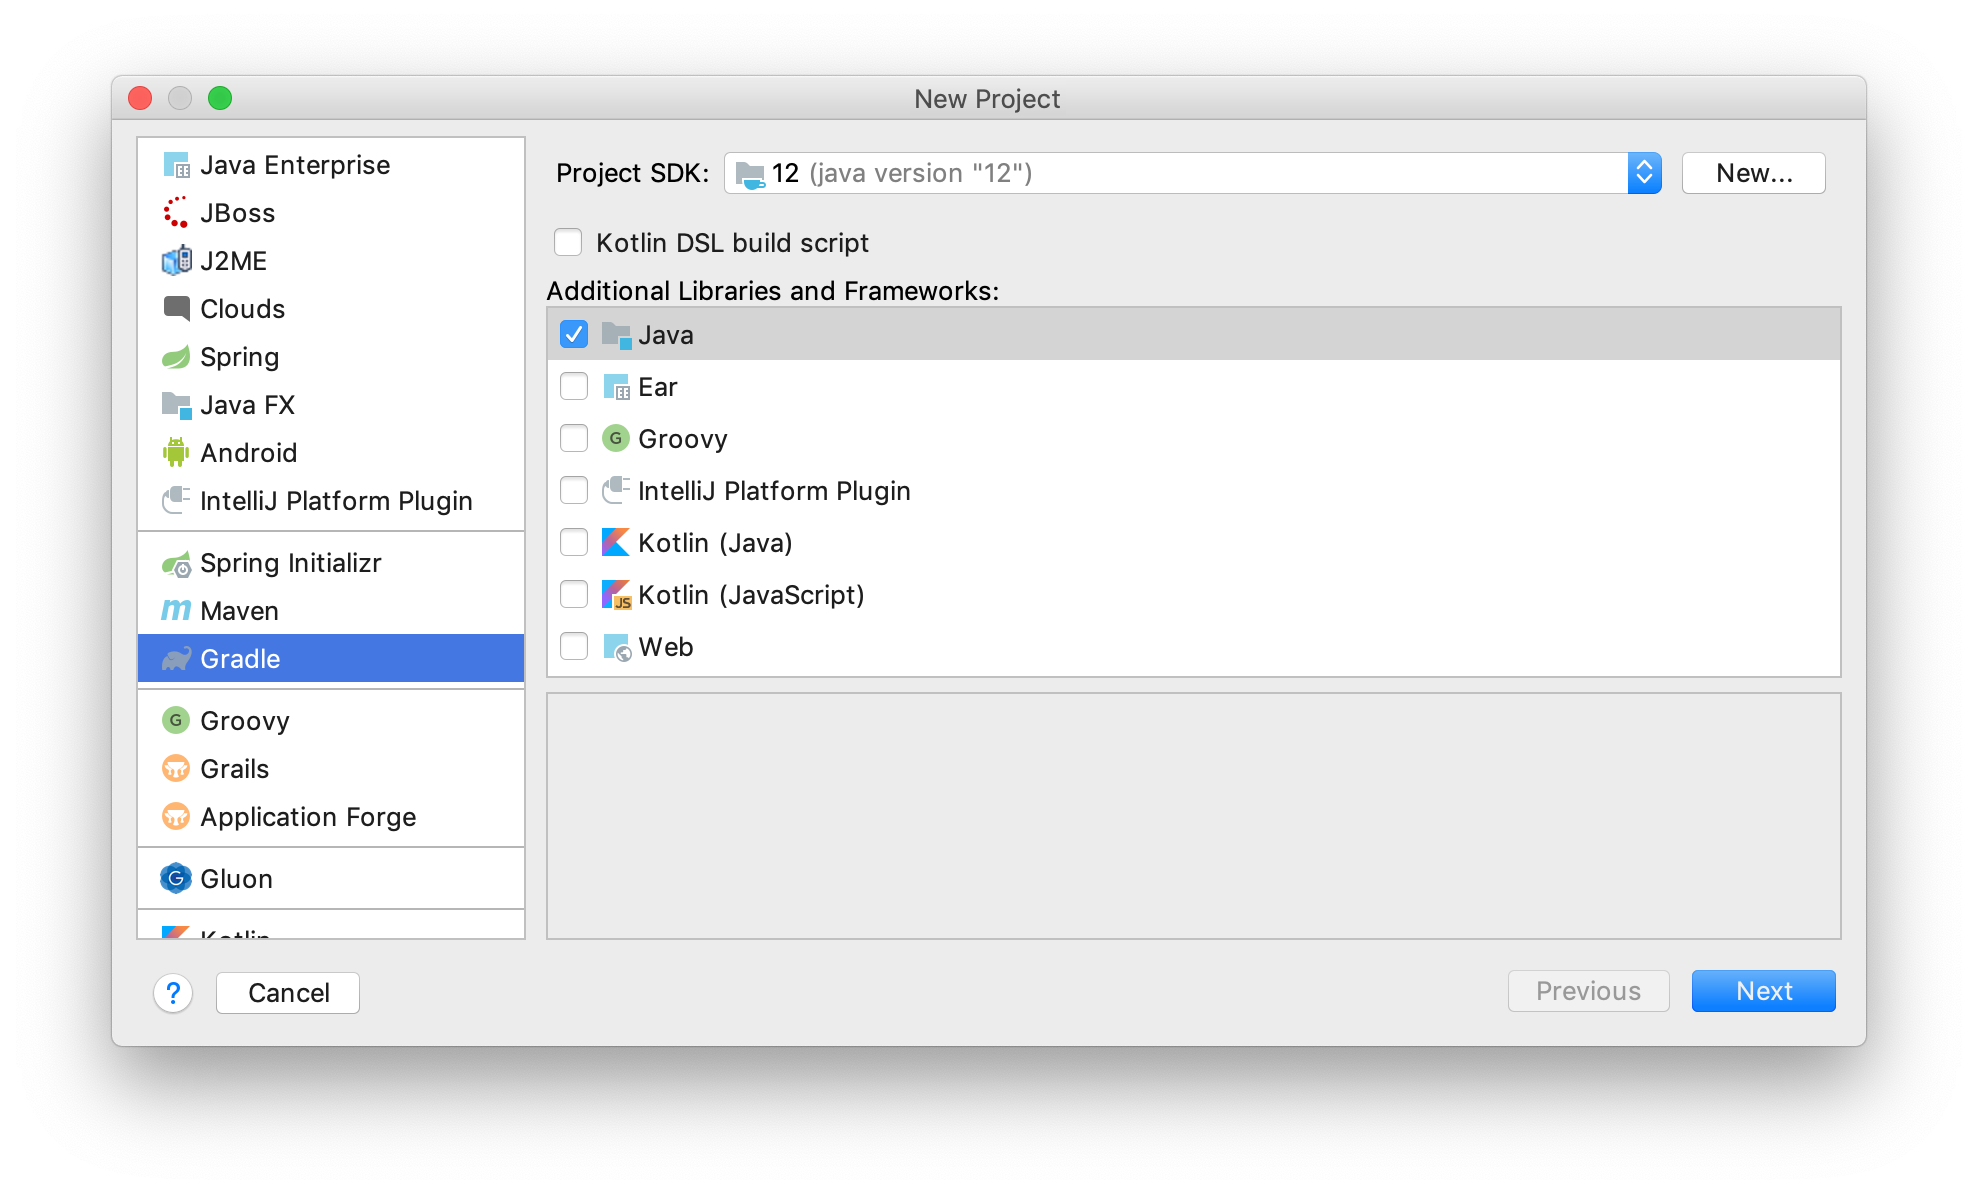 New Project
Java Enterprise
JBoss
J2ME
Clouds
Spring
Java FX
Android
IntelliJ Platform Plugin
Spring Initializr
Maven
Gradle
Groovy
Grails
Application Forge
Gluon
Kotlin
Project SDK: 12 (java version "12") New...
Kotlin DSL build script
Additional Libraries and Frameworks:
Java
Ear
Groovy
IntelliJ Platform Plugin
Kotlin (Java)
Kotlin (JavaScript)
Web
? Cancel Previous Next